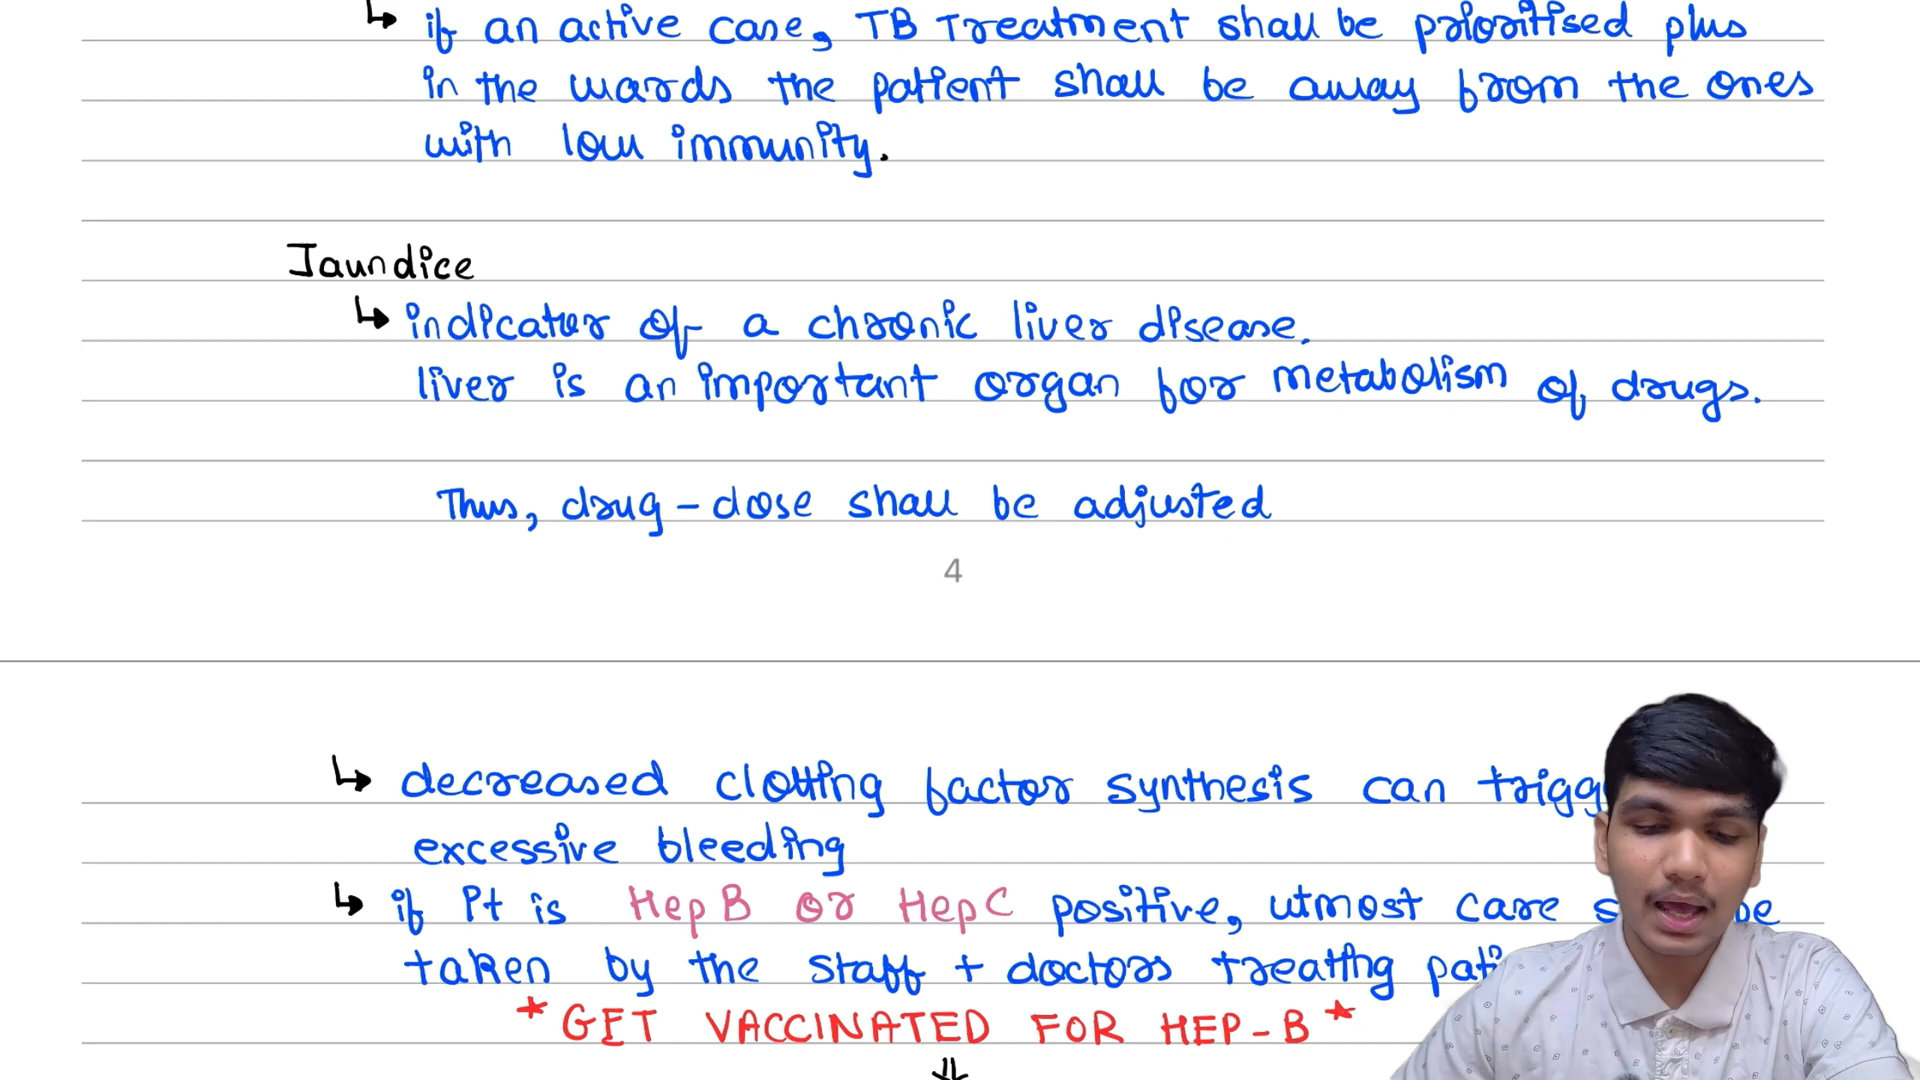 ↳ if an active case, TB Treatment shall be prioritised plus
in the wards the patient shall be away from the ones
with low immunity.
Jaundice
↳ indicator of a chronic liver disease.
liver is an important organ for metabolism of drugs.
Thus, drug-dose shall be adjusted
4
↳ decreased clotting factor synthesis can trigg
excessive bleeding
↳ if Pt is Hep B or Hep C positive, utmost care s be
taken by the staff + doctors treating pati
* GET VACCINATED FOR HEP-B *
⇓